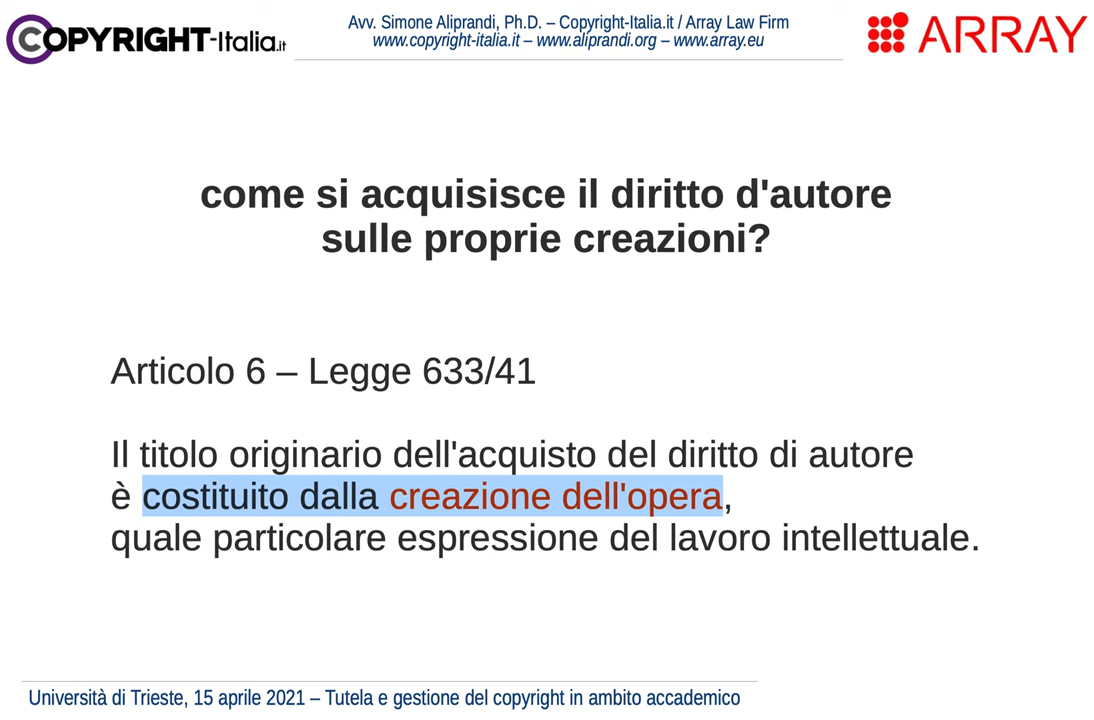 COPYRIGHT-Italia.it
Avv. Simone Aliprandi, Ph.D. – Copyright-Italia.it / Array Law Firm
www.copyright-italia.it – www.aliprandi.org – www.array.eu
ARRAY
come si acquisisce il diritto d'autore
sulle proprie creazioni?
Articolo 6 – Legge 633/41
Il titolo originario dell'acquisto del diritto di autore
è costituito dalla creazione dell'opera,
quale particolare espressione del lavoro intellettuale.
Università di Trieste, 15 aprile 2021 – Tutela e gestione del copyright in ambito accademico